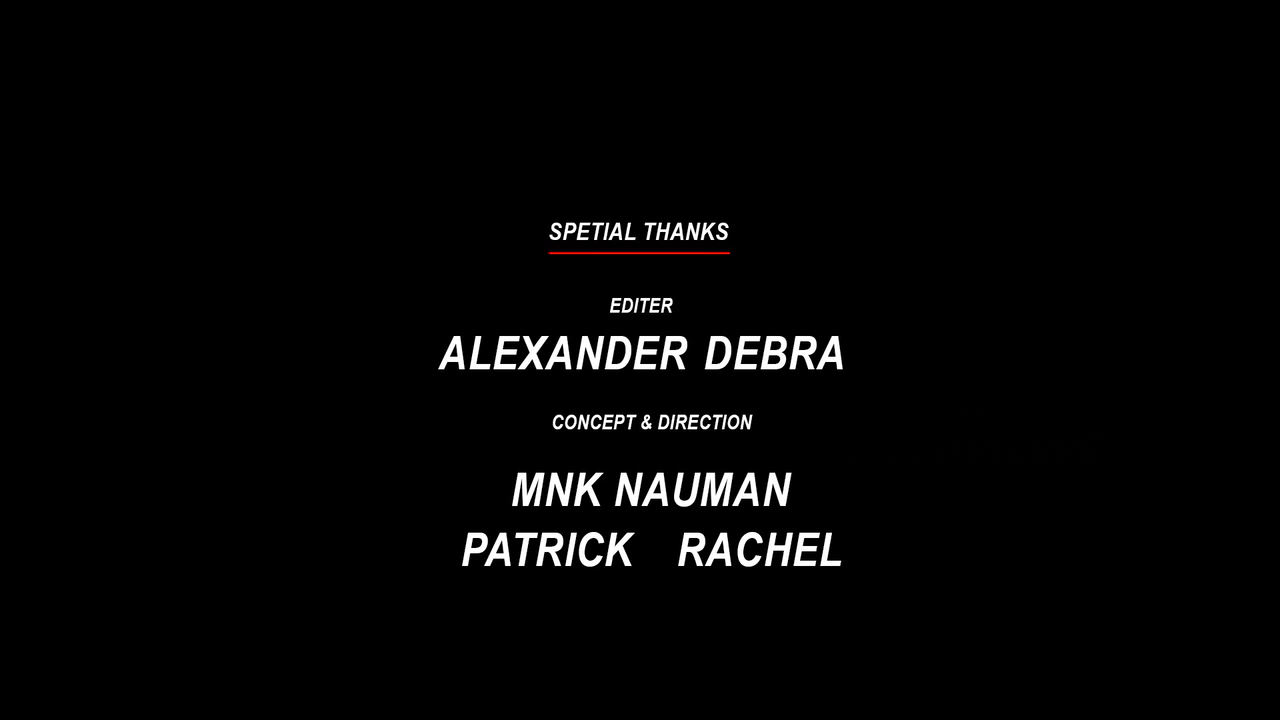 SPETIAL THANKS
EDITER
ALEXANDER DEBRA
CONCEPT & DIRECTION
MNK NAUMAN
PATRICK RACHEL